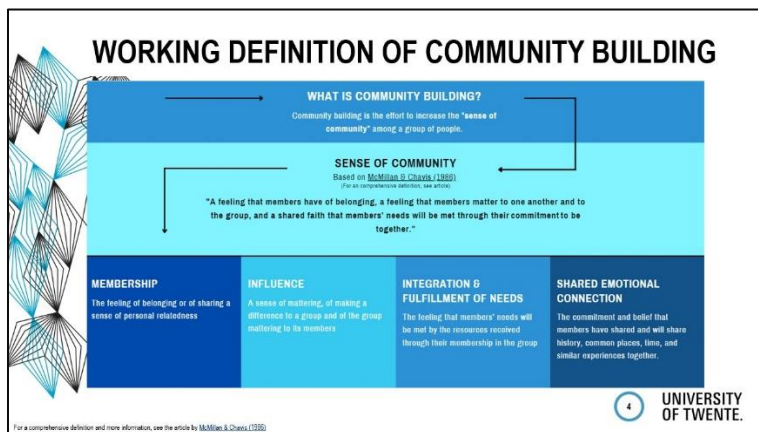 WORKING DEFINITION OF COMMUNITY BUILDING
WHAT IS COMMUNITY BUILDING?
Community building is the effort to increase the "sense of
community" among a group of people.
SENSE OF COMMUNITY
Based on McMillan & Chavis (1986)
(For an comprehensive definition, see article)
"A feeling that members have of belonging, a feeling that members matter to one another and to
the group, and a shared faith that members' needs will be met through their commitment to be
together."
MEMBERSHIP
The feeling of belonging or of sharing a
sense of personal relatedness
INFLUENCE
A sense of mattering, of making a
difference to a group and of the group
mattering to its members
INTEGRATION &
FULFILLMENT OF NEEDS
The feeling that members' needs will
be met by the resources received
through their membership in the group
SHARED EMOTIONAL
CONNECTION
The commitment and belief that
members have shared and will share
history, common places, time, and
similar experiences together.
4
UNIVERSITY
OF TWENTE.
For a comprehensive definition and more information, see the article by McMillan & Chavis (1986)